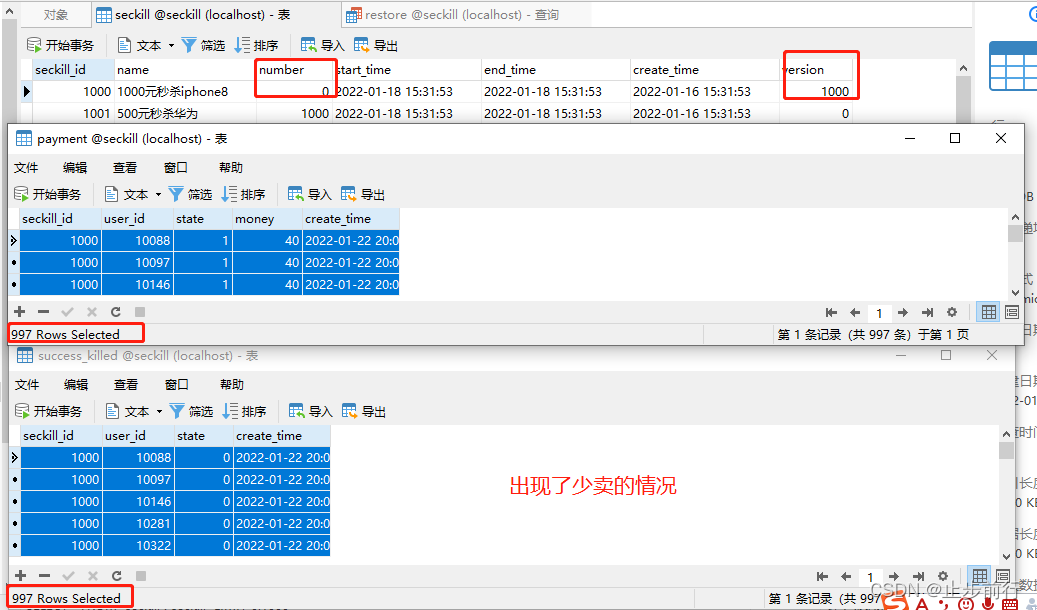 对象 seckill @seckill (localhost) - 表 restore @seckill (localhost) - 查询
开始事务 文本 筛选 排序 导入 导出
seckill_id name number start_time end_time create_time version
1000 1000元秒杀iphone8 0 2022-01-18 15:31:53 2022-01-18 15:31:53 2022-01-16 15:31:53 1000
1001 500元秒杀华为 1000 2022-01-18 15:31:53 2022-01-18 15:31:53 2022-01-16 15:31:53 0
payment @seckill (localhost) - 表
文件 编辑 查看 窗口 帮助
开始事务 文本 筛选 排序 导入 导出
seckill_id user_id state money create_time
1000 10088 1 40 2022-01-22 20:0
1000 10097 1 40 2022-01-22 20:0
1000 10146 1 40 2022-01-22 20:0
1
997 Rows Selected 第 1 条记录 (共 997 条) 于第 1 页
success_killed @seckill (localhost) - 表
文件 编辑 查看 窗口 帮助
开始事务 文本 筛选 排序 导入 导出
seckill_id user_id state create_time
1000 10088 0 2022-01-22 20:0
1000 10097 0 2022-01-22 20:0
1000 10146 0 2022-01-22 20:0
1000 10281 0 2022-01-22 20:0
1000 10322 0 2022-01-22 20:0
出现了少卖的情况
1
997 Rows Selected 第 1 条记录 (共 997
CSDN @止步前行